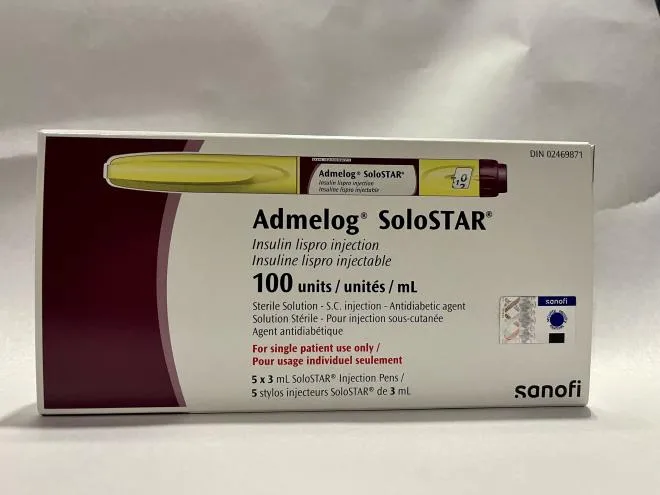 DIN 02469871
Admelog® SoloSTAR®
Insulin lispro injection
Insuline lispro injectable
Admelog® SoloSTAR®
Insulin lispro injection
Insuline lispro injectable
100 units / unités / mL
Sterile Solution - S.C. injection - Antidiabetic agent
Solution Stérile - Pour injection sous-cutanée
Agent antidiabétique
For single patient use only /
Pour usage individuel seulement
5 x 3 mL SoloSTAR® Injection Pens /
5 stylos injecteurs SoloSTAR® de 3 mL
sanofi
sanofi